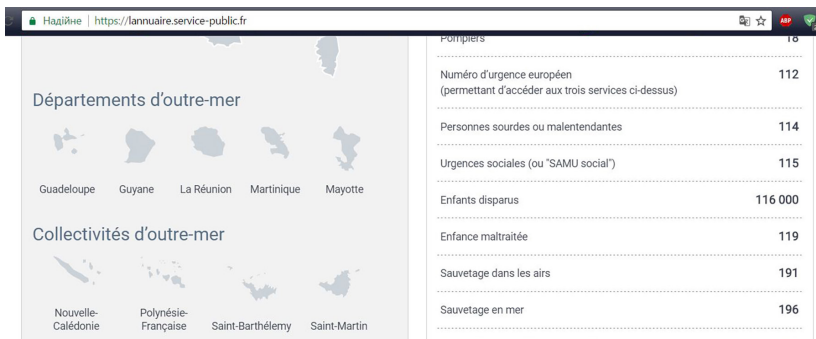 Надійне https://lannuaire.service-public.fr
ABP
Départements d'outre-mer
Guadeloupe Guyane La Réunion Martinique Mayotte
Collectivités d'outre-mer
Nouvelle- Polynésie-
Calédonie Française Saint-Barthélemy Saint-Martin
Pompiers 18
Numéro d'urgence européen 112
(permettant d'accéder aux trois services ci-dessus)
Personnes sourdes ou malentendantes 114
Urgences sociales (ou "SAMU social") 115
Enfants disparus 116 000
Enfance maltraitée 119
Sauvetage dans les airs 191
Sauvetage en mer 196